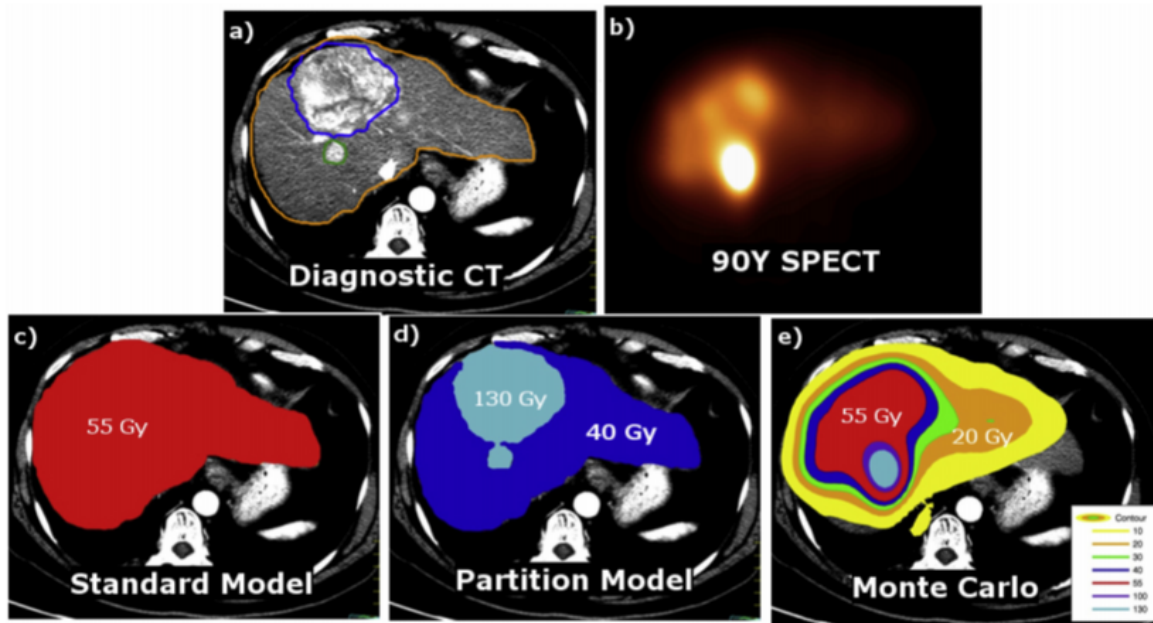 a)
Diagnostic CT
b)
90Y SPECT
c)
55 Gy
Standard Model
d)
130 Gy
40 Gy
Partition Model
e)
55 Gy
20 Gy
Monte Carlo
Contour
10
20
30
40
55
100
130